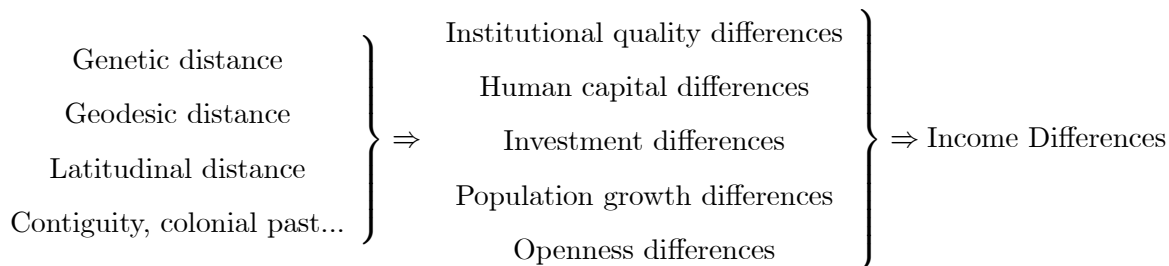 Genetic distance
Geodesic distance
Latitudinal distance
Contiguity, colonial past...
⇒
Institutional quality differences
Human capital differences
Investment differences
Population growth differences
Openness differences
⇒ Income Differences